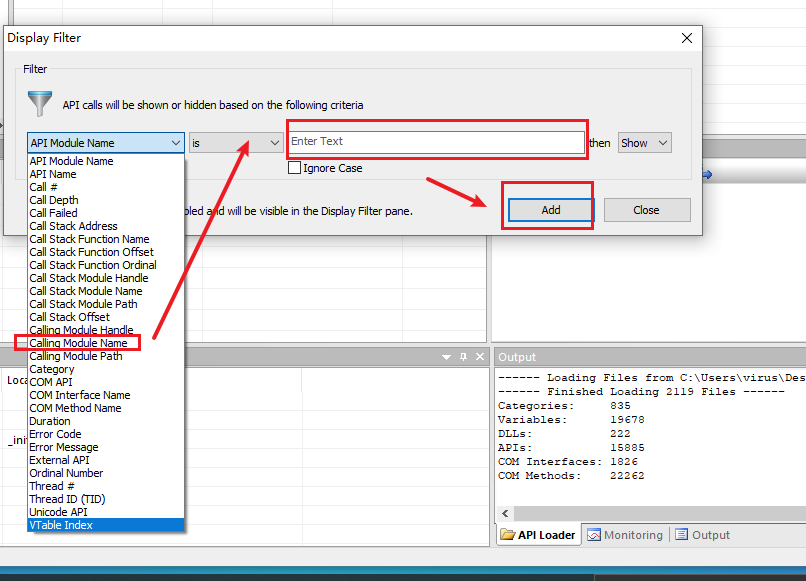 Display Filter
Filter
API calls will be shown or hidden based on the following criteria
API Module Name
is
Enter Text
then
Show
Ignore Case
API Module Name
API Name
Call #
Call Depth
Call Failed
Call Stack Address
Call Stack Function Name
Call Stack Function Offset
Call Stack Function Ordinal
Call Stack Module Handle
Call Stack Module Name
Call Stack Module Path
Call Stack Offset
Calling Module Handle
Calling Module Name
Calling Module Path
Category
COM API
COM Interface Name
COM Method Name
Duration
Error Code
Error Message
External API
Ordinal Number
Thread #
Thread ID (TID)
Unicode API
VTable Index
and will be visible in the Display Filter pane.
Add
Close
Output
------ Loading Files from C:\Users\virus\Des
------ Finished Loading 2119 Files ------
Categories: 835
Variables: 19678
DLLs: 222
APIs: 15885
COM Interfaces: 1826
COM Methods: 22262
API Loader
Monitoring
Output